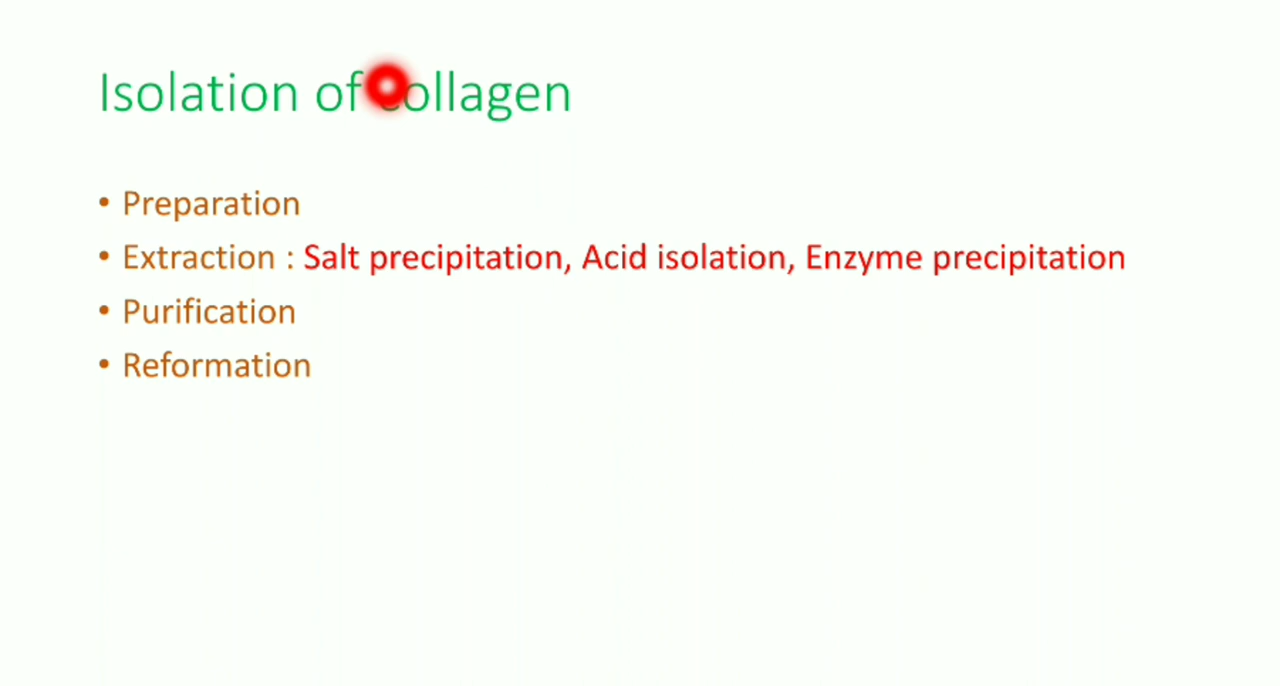 Isolation of collagen
• Preparation
• Extraction : Salt precipitation, Acid isolation, Enzyme precipitation
• Purification
• Reformation